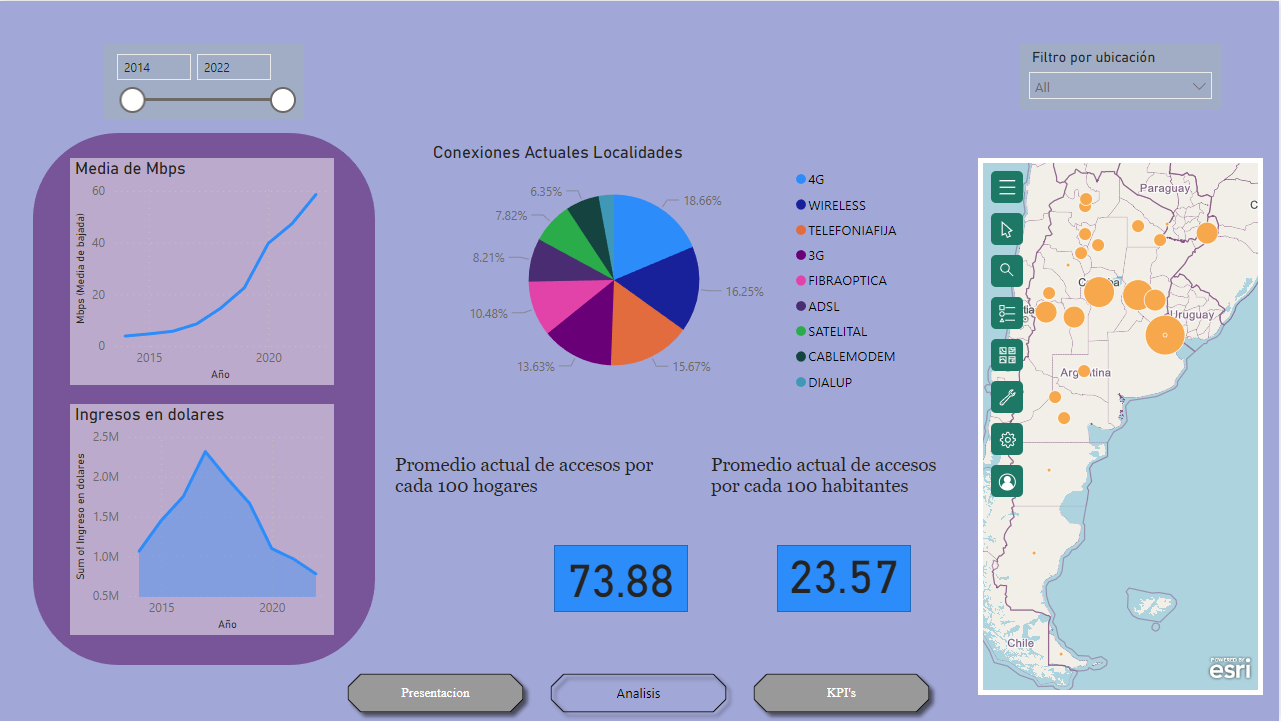 2014
2022
Filtro por ubicación
All
Media de Mbps
60
40
20
0
Mbps (Media de bajada)
2015
2020
Año
Ingresos en dolares
2.5M
2.0M
1.5M
1.0M
0.5M
Sum of Ingreso en dolares
2015
2020
Año
Conexiones Actuales Localidades
18.66%
16.25%
15.67%
13.63%
10.48%
8.21%
7.82%
6.35%
4G
WIRELESS
TELEFONIAFIJA
3G
FIBRAOPTICA
ADSL
SATELITAL
CABLEMODEM
DIALUP
Promedio actual de accesos por
cada 100 hogares
73.88
Promedio actual de accesos
por cada 100 habitantes
23.57
Paraguay
Uruguay
Argentina
Chile
POWERED BY
esri
Presentacion
Analisis
KPI's